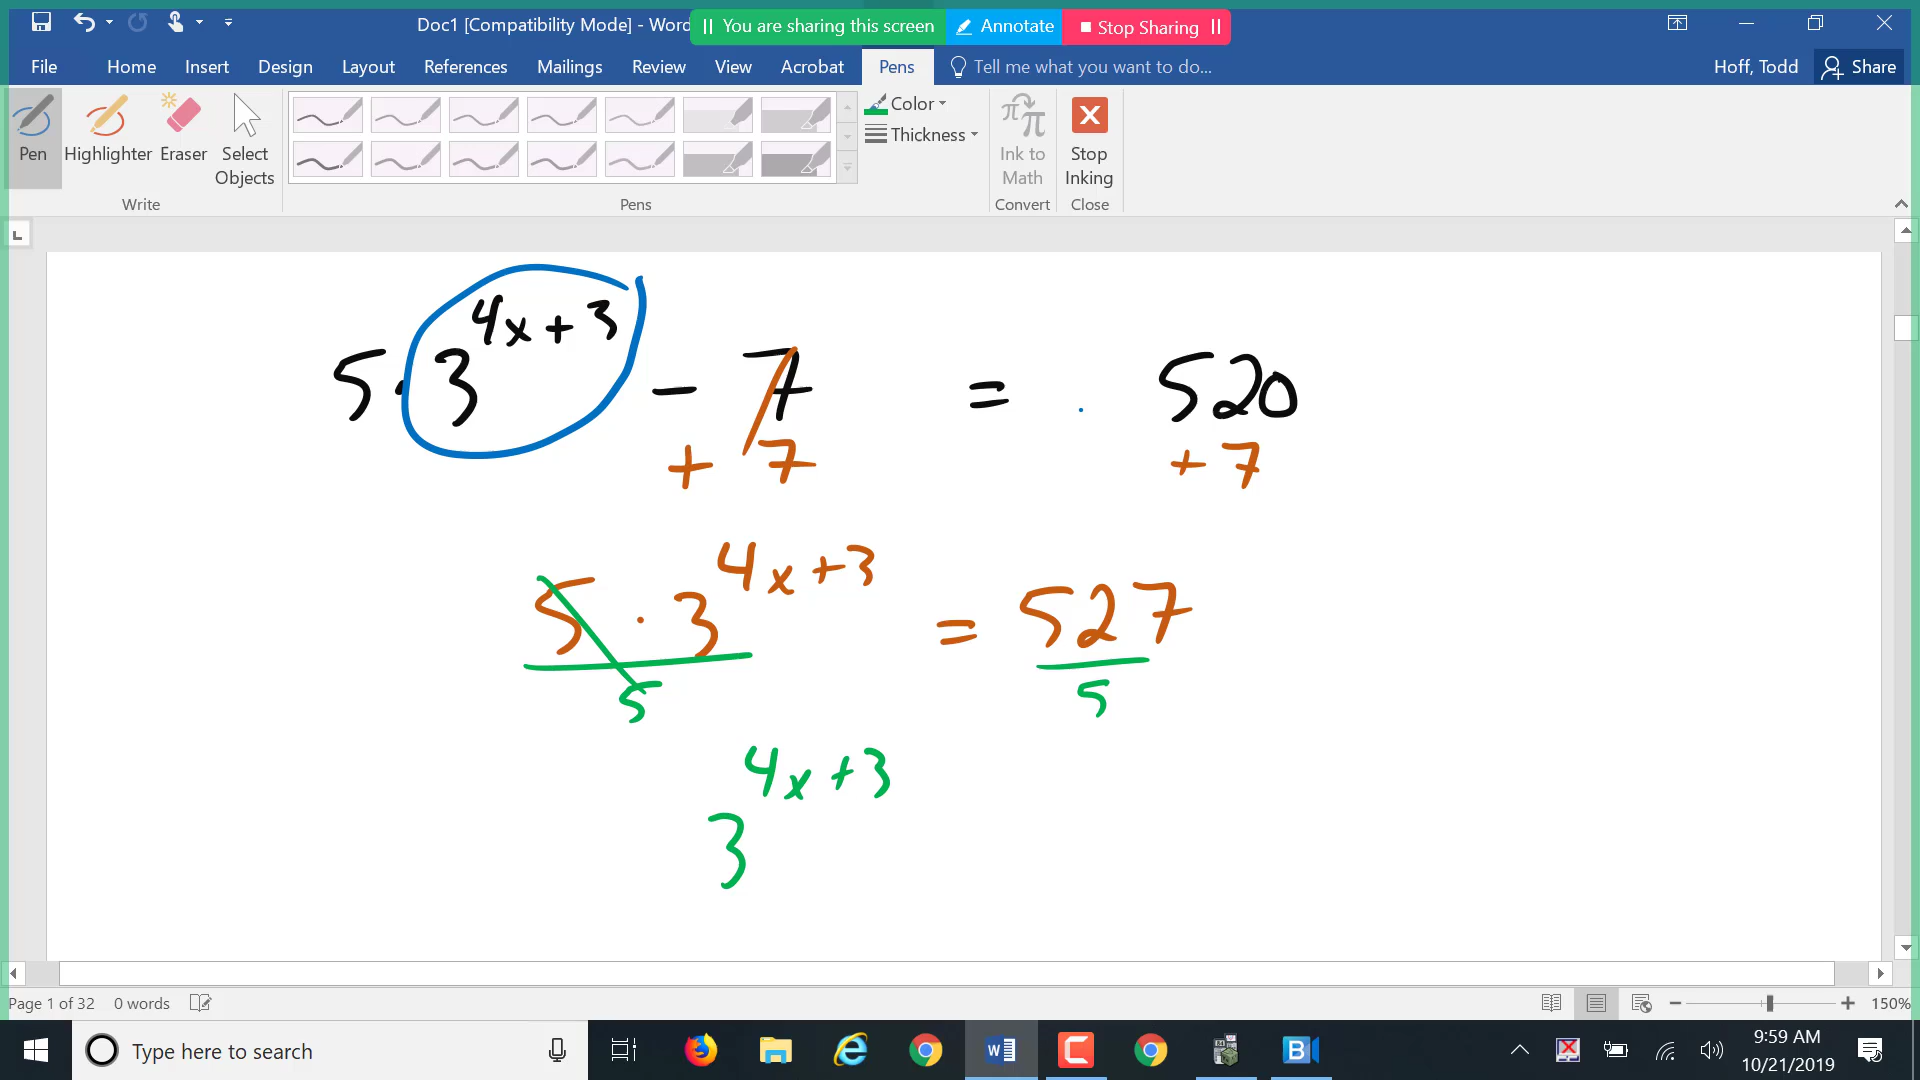 Doc1 [Compatibility Mode] - Word You are sharing this screen Annotate Stop Sharing
File Home Insert Design Layout References Mailings Review View Acrobat Pens Tell me what you want to do... Hoff, Todd Share
Pen Highlighter Eraser Select Objects Color Thickness Ink to Math Stop Inking
Write Pens Convert Close
5 · 3^{4x+3} - 7 = 520
+ 7 + 7
5 · 3^{4x+3} = 527
5 5
3^{4x+3}
Page 1 of 32 0 words 150%
Type here to search 9:59 AM
10/21/2019